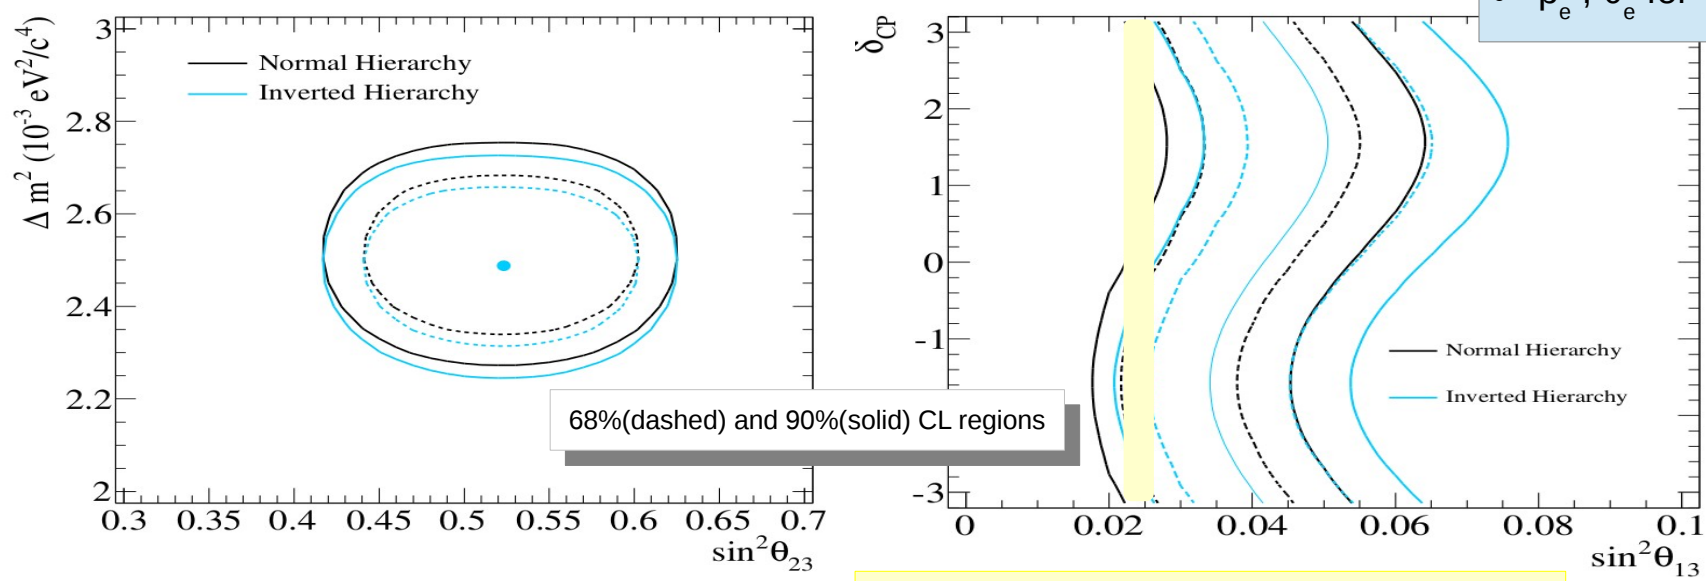 Δ m² (10⁻³ eV²/c⁴)
3
2.8
2.6
2.4
2.2
2
Normal Hierarchy
Inverted Hierarchy
0.3 0.35 0.4 0.45 0.5 0.55 0.6 0.65 0.7
sin²θ₂₃
68%(dashed) and 90%(solid) CL regions
δ_CP
3
2
1
0
-1
-3
Normal Hierarchy
Inverted Hierarchy
0 0.02 0.04 0.06 0.08 0.1
sin²θ₁₃